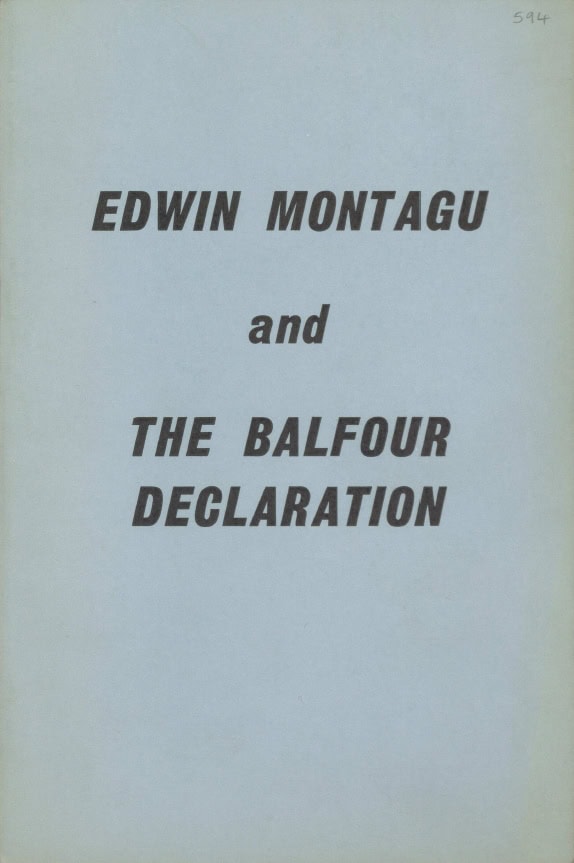 594
EDWIN MONTAGU
and
THE BALFOUR
DECLARATION